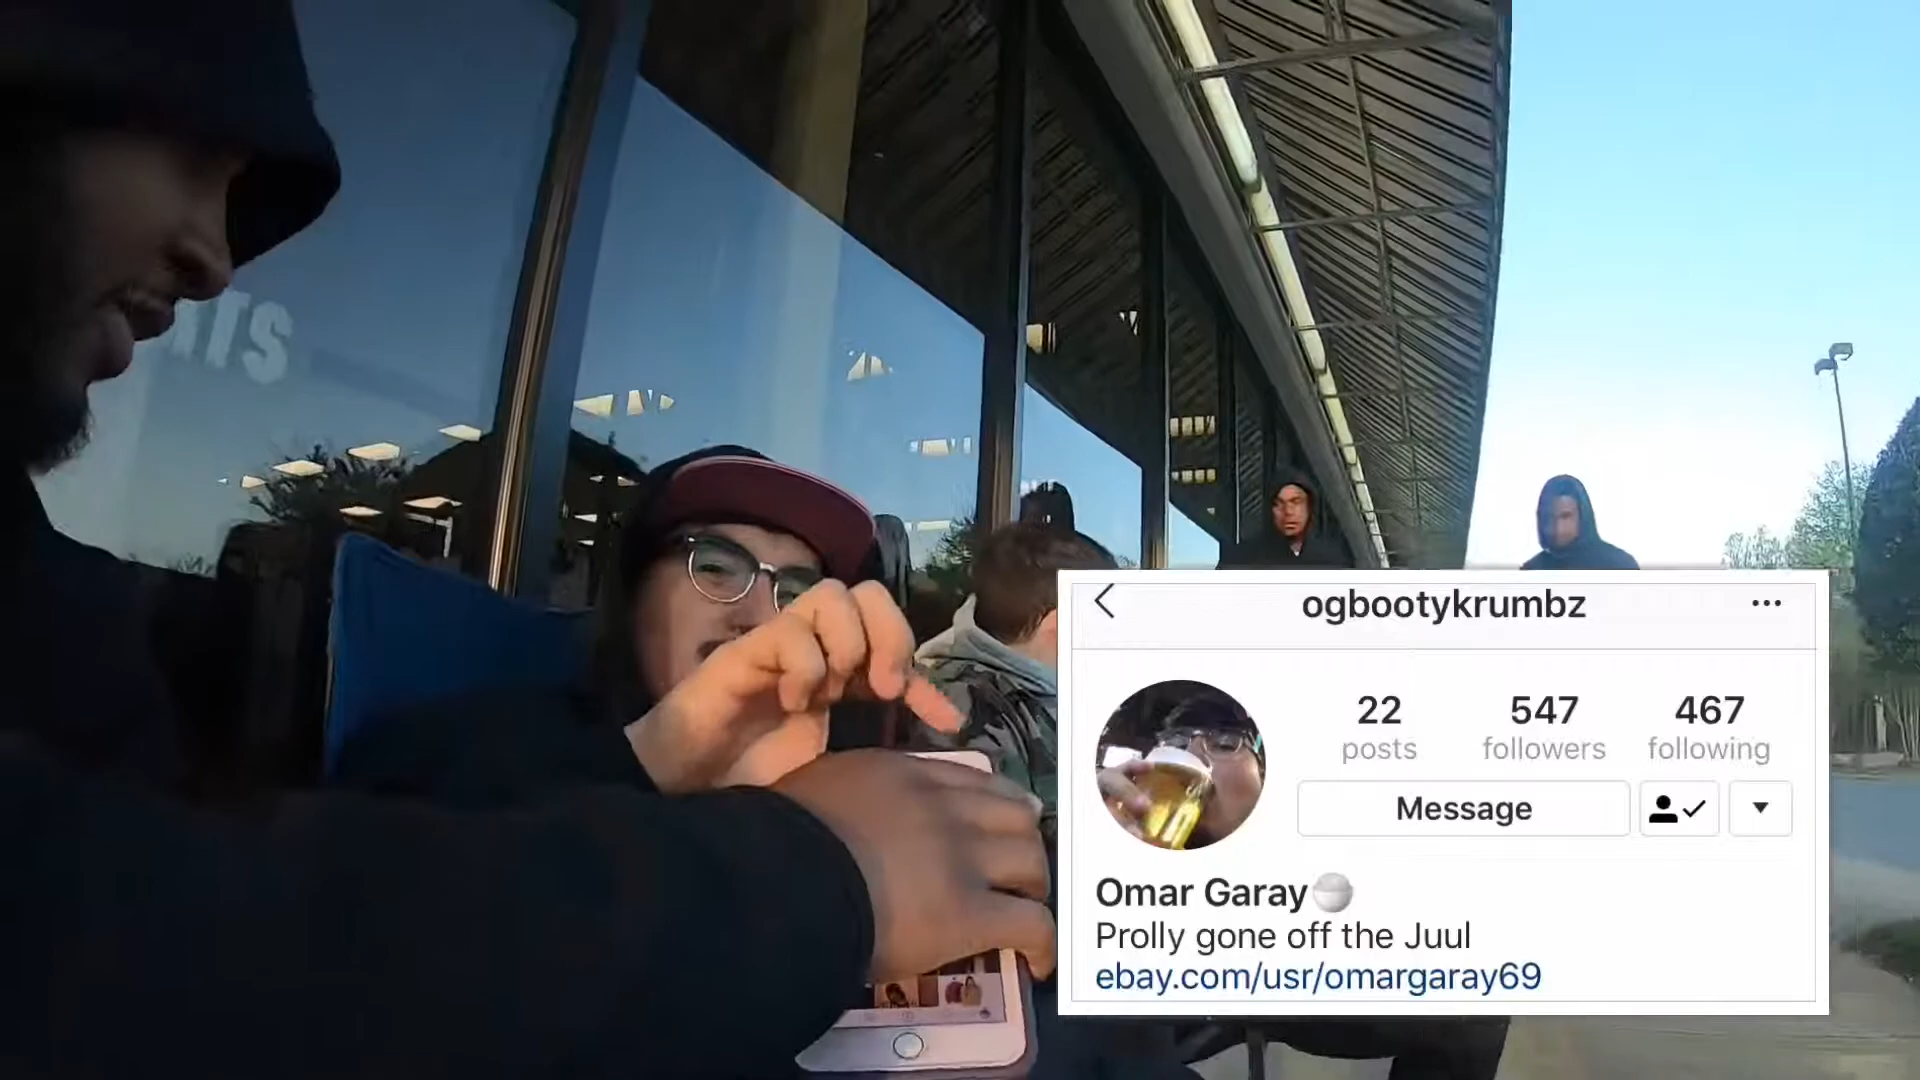 ogbootykrumbz
22 547 467
posts followers following
Message
Omar Garay
Prolly gone off the Juul
ebay.com/usr/omargaray69